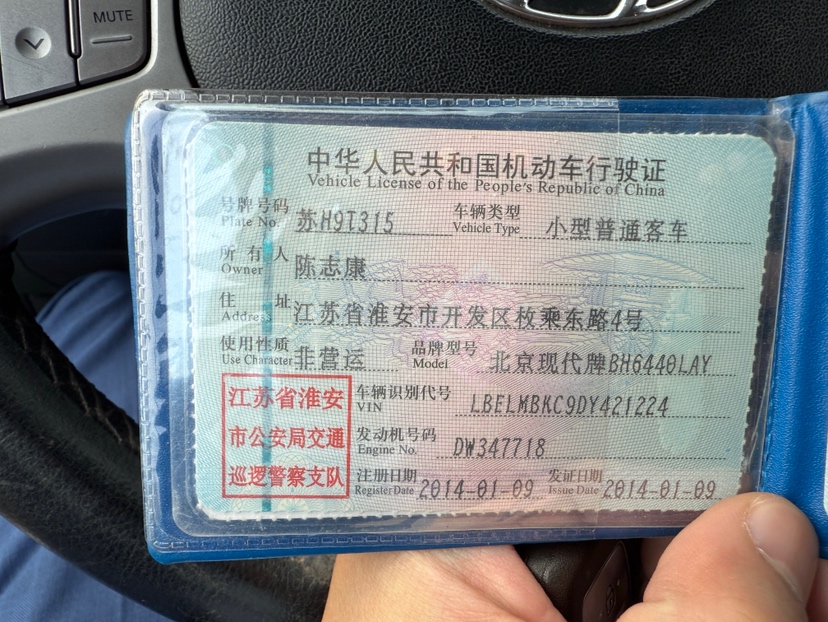 MUTE
中华人民共和国机动车行驶证
Vehicle License of the People's Republic of China
号牌号码 Plate No. 苏H9T315 车辆类型 Vehicle Type 小型普通客车
所有人 Owner 陈志康
住址 Address 江苏省淮安市开发区枚乘东路4号
使用性质 Use Character 非营运 品牌型号 Model 北京现代牌BH6440LAY
江苏省淮安
市公安局交通
巡逻警察支队
车辆识别代号 VIN LBELMBKC9DY421224
发动机号码 Engine No. DW347718
注册日期 Register Date 2014-01-09 发证日期 Issue Date 2014-01-09